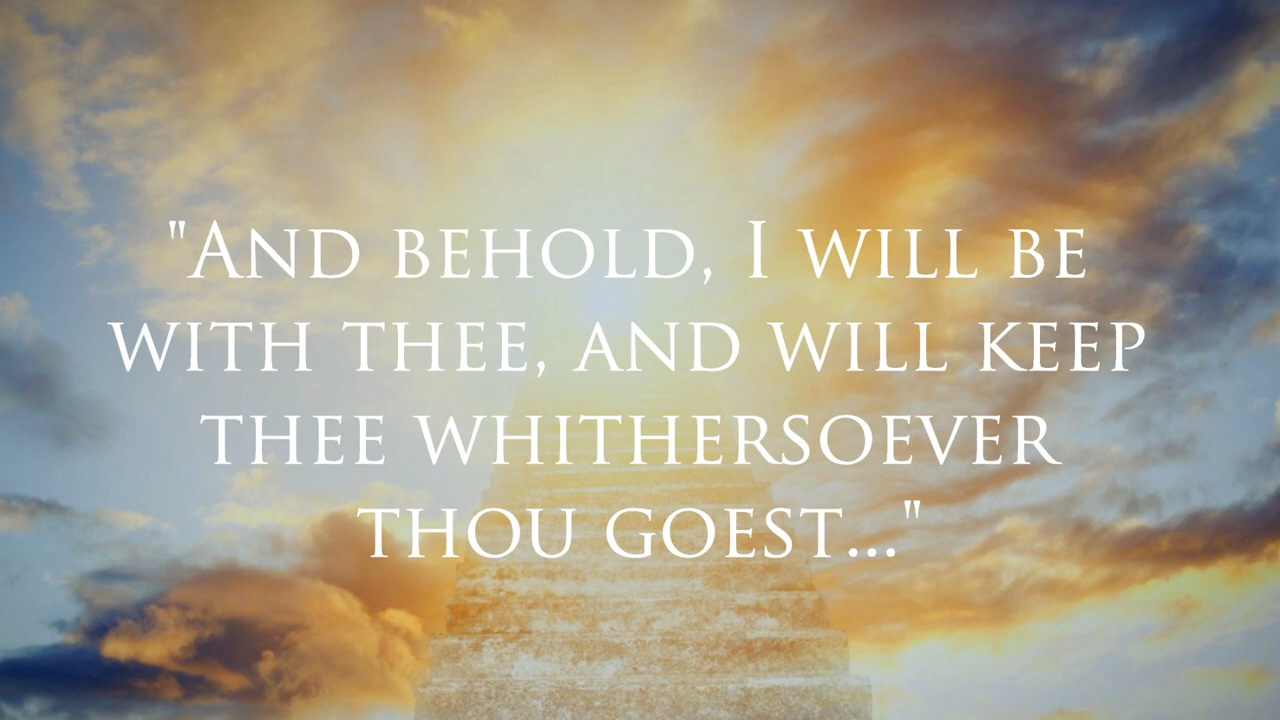 "And behold, I will be
with thee, and will keep
thee whithersoever
thou goest..."